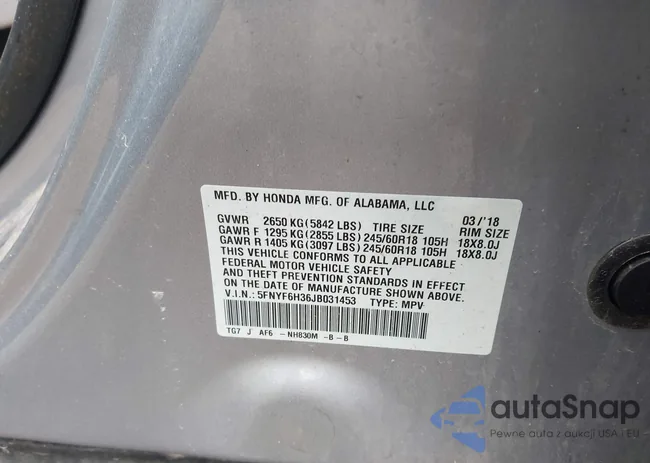 MFD. BY HONDA MFG. OF ALABAMA, LLC
GVWR 2650 KG(5842 LBS) TIRE SIZE 03/'18 RIM SIZE
GAWR F 1295 KG(2855 LBS) 245/60R18 105H 18X8.0J
GAWR R 1405 KG(3097 LBS) 245/60R18 105H 18X8.0J
THIS VEHICLE CONFORMS TO ALL APPLICABLE
FEDERAL MOTOR VEHICLE SAFETY
AND THEFT PREVENTION STANDARDS IN EFFECT
ON THE DATE OF MANUFACTURE SHOWN ABOVE.
V.I.N.: 5FNYF6H36JB031453 TYPE: MPV
TG7 J AF6 -NH830M -B-B
autoSnap
Pewne auta z aukcji USA i EU